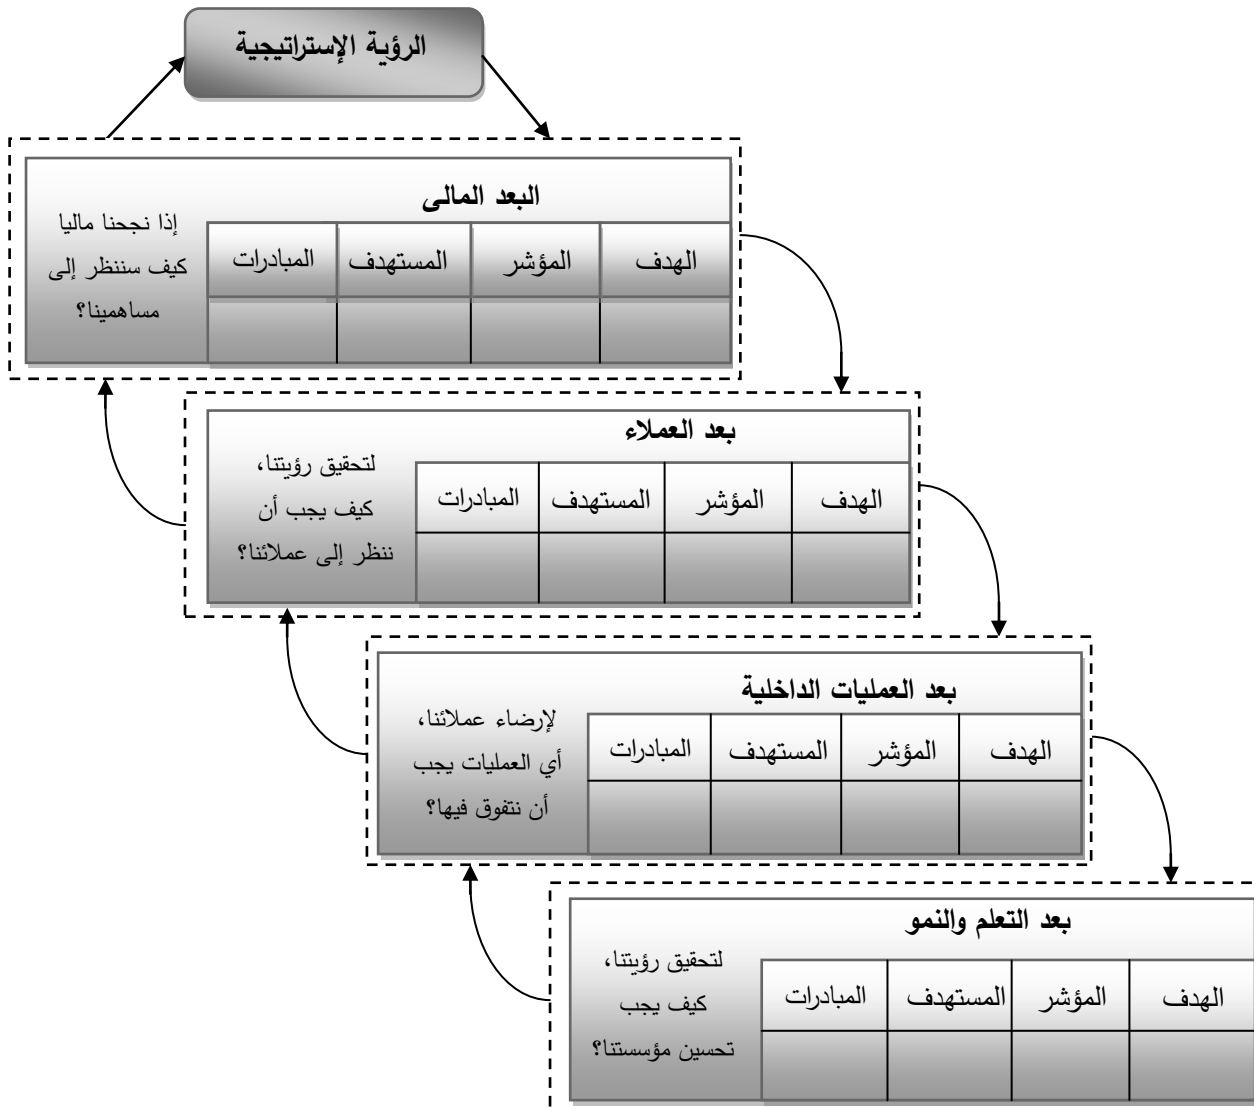 الرؤية الإستراتيجية
البعد المالى
إذا نجحنا ماليا
كيف سننظر إلى
مساهمينا؟
الهدف المؤشر المستهدف المبادرات
بعد العملاء
لتحقيق رؤيتنا،
كيف يجب أن
ننظر إلى عملائنا؟
الهدف المؤشر المستهدف المبادرات
بعد العمليات الداخلية
لإرضاء عملائنا،
أي العمليات يجب
أن نتفوق فيها؟
الهدف المؤشر المستهدف المبادرات
بعد التعلم والنمو
لتحقيق رؤيتنا،
كيف يجب
تحسين مؤسستنا؟
الهدف المؤشر المستهدف المبادرات